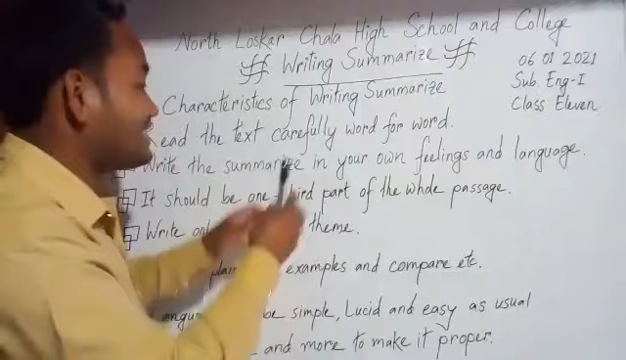 North Loskar Chala High School and College
Writing Summarize
06 01 2021
Sub. Eng-I
Class Eleven
Characteristics of Writing Summarize
Read the text carefully word for word.
Write the summarize in your own feelings and language.
It should be one-third part of the whole passage.
Write theme.
examples and compare etc.
be simple, Lucid and easy as usual
and more to make it proper.